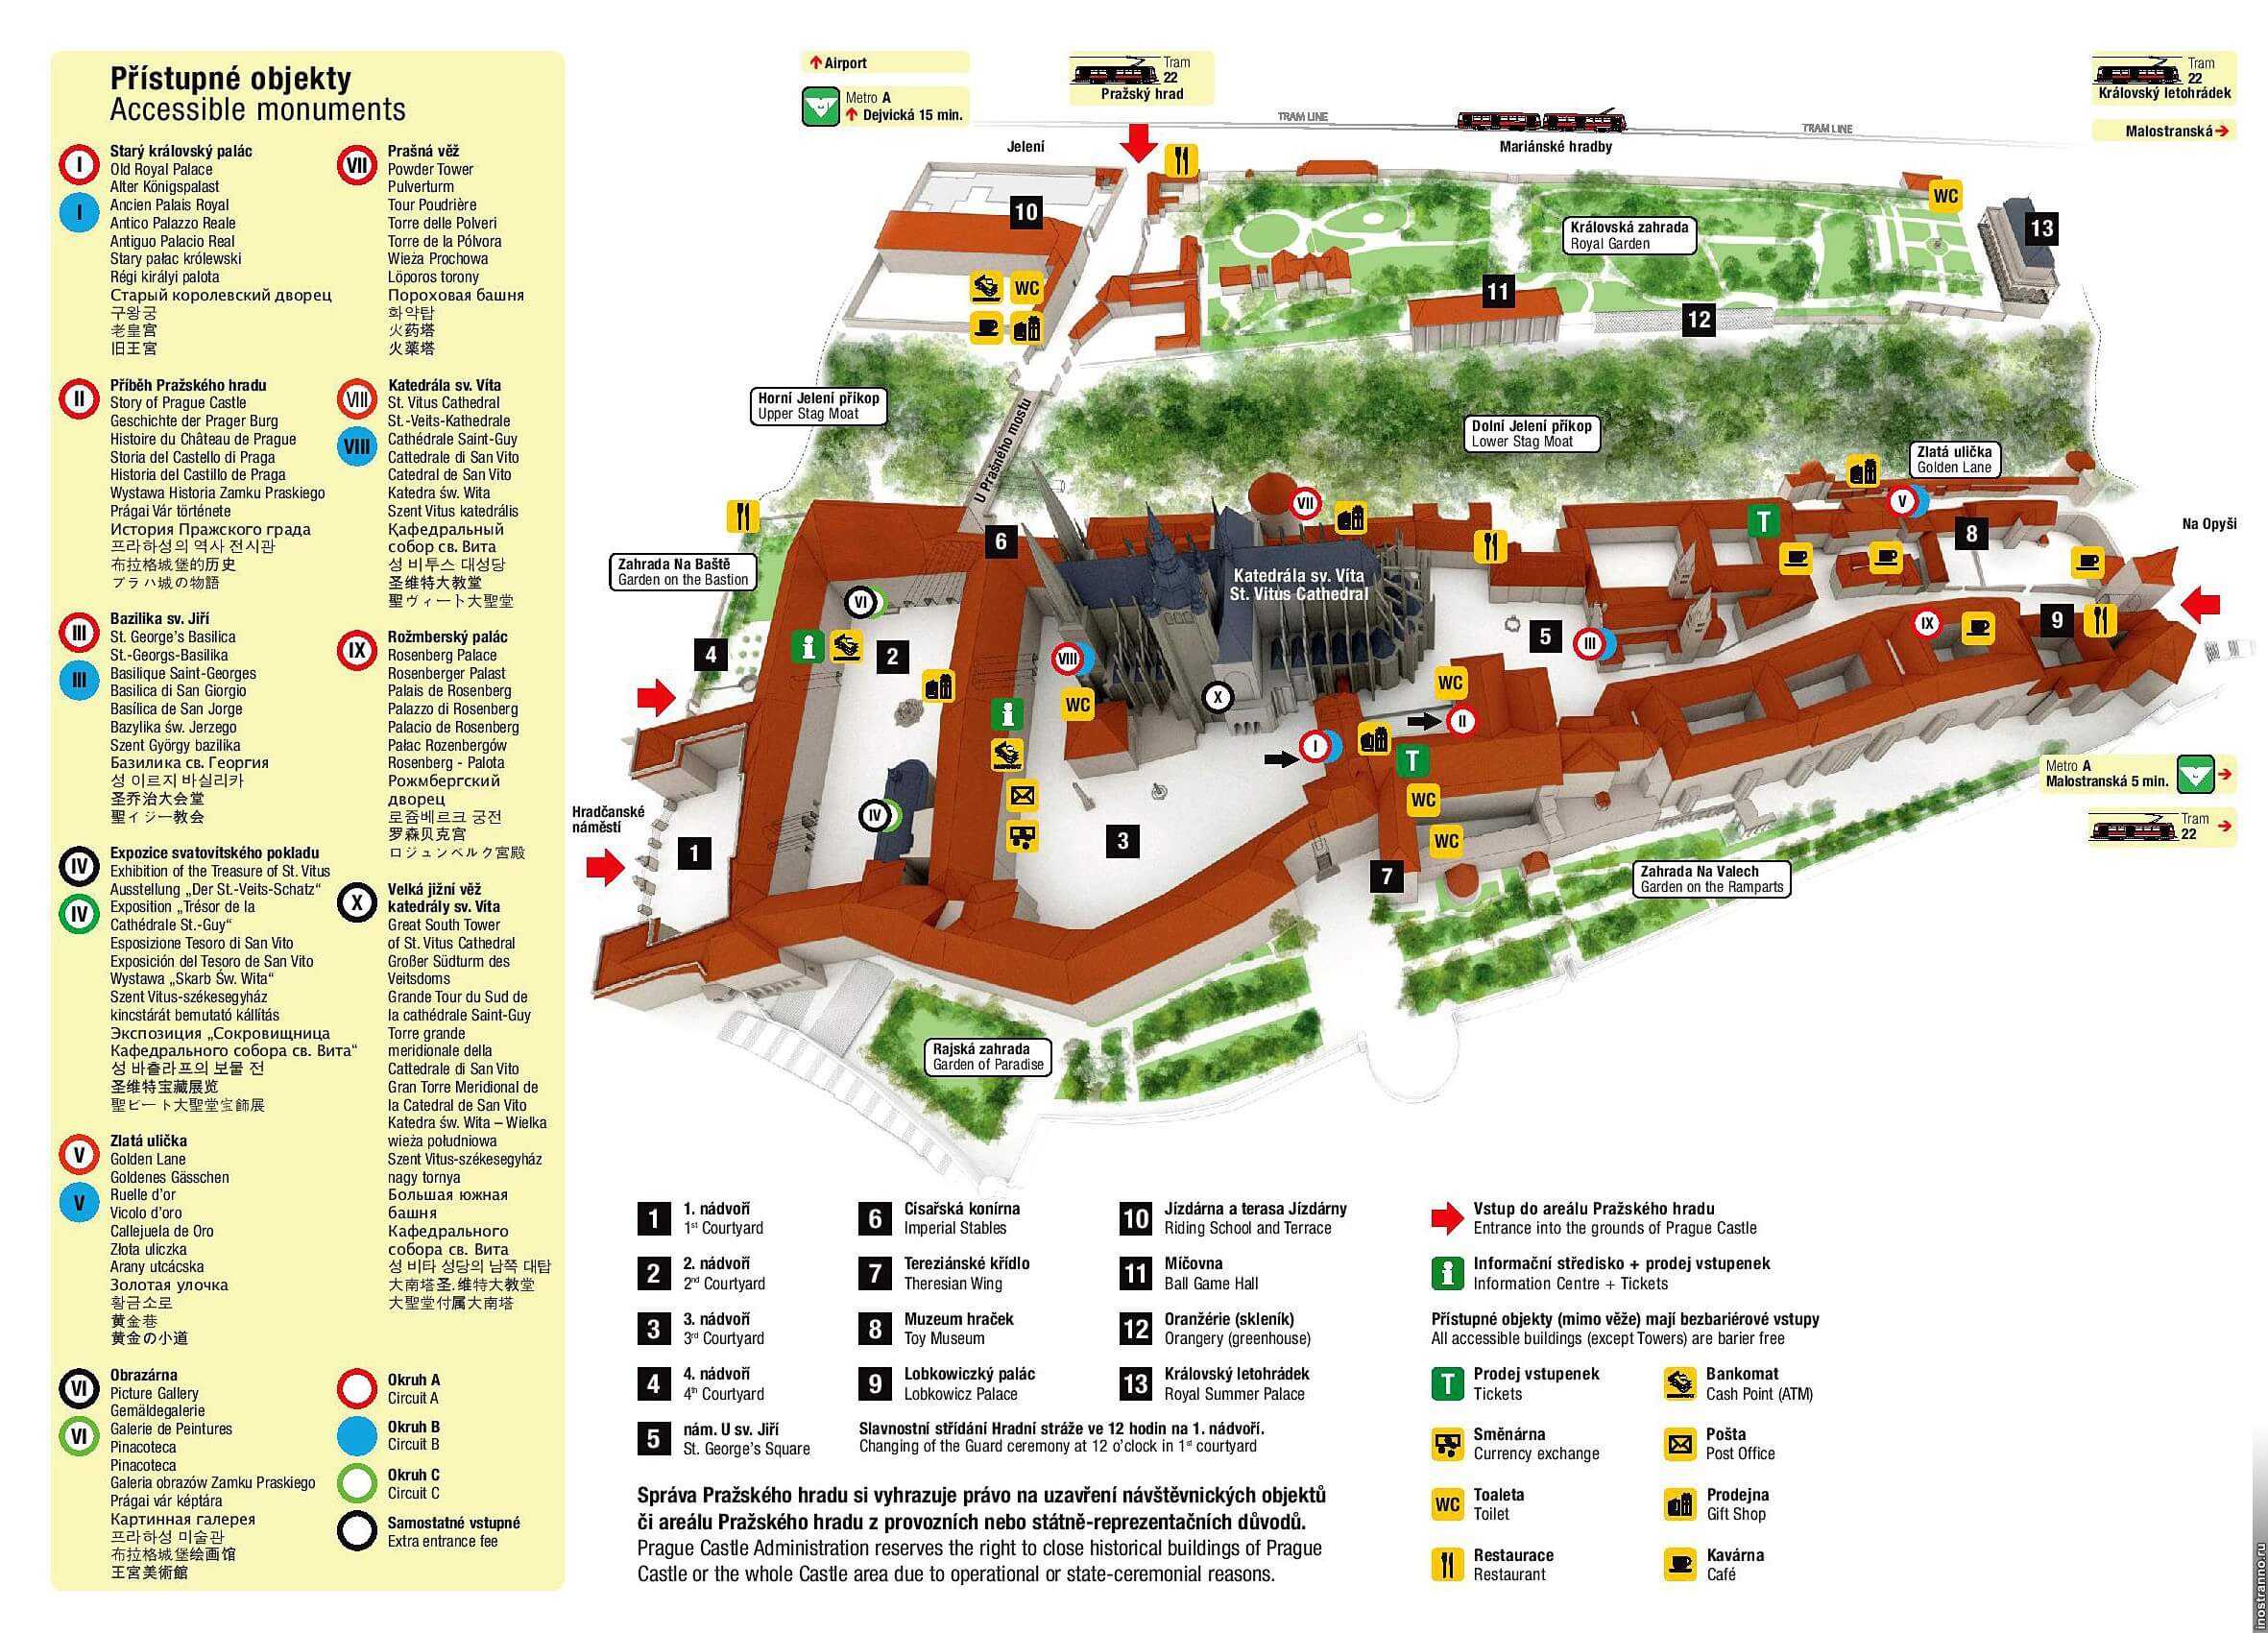 Přístupné objekty
Accessible monuments
I
I
Starý královský palác
Old Royal Palace
Alter Königspalast
Ancien Palais Royal
Antico Palazzo Reale
Antiguo Palacio Real
Stary pałac królewski
Régi királyi palota
Старый королевский дворец
구왕궁
老皇宫
旧王宮
II
Příběh Pražského hradu
Story of Prague Castle
Geschichte der Prager Burg
Histoire du Château de Prague
Storia del Castello di Praga
Historia del Castillo de Praga
Wystawa Historia Zamku Praskiego
Prágai Vár története
История Пражского града
프라하성의 역사 전시관
布拉格城堡的历史
プラハ城の物語
III
III
Bazilika sv. Jiří
St. George's Basilica
St.-Georgs-Basilika
Basilique Saint-Georges
Basilica di San Giorgio
Basílica de San Jorge
Bazylika św. Jerzego
Szent György bazilika
Базилика св. Георгия
성 이르지 바실리카
圣乔治大会堂
聖イジー教会
IV
IV
Expozice svatovítského pokladu
Exhibition of the Treasure of St. Vitus
Ausstellung „Der St.-Veits-Schatz“
Exposition „Trésor de la
Cathédrale St.-Guy“
Esposizione Tesoro di San Vito
Exposición del Tesoro de San Vito
Wystawa „Skarb Św. Wita“
Szent Vitus-székesegyház
kincstárát bemutató kállítás
Экспозиция „Сокровищница
Кафедрального собора св. Вита“
성 바츨라프의 보물 전
圣维特宝藏展览
聖ビート大聖堂宝飾展
V
V
Zlatá ulička
Golden Lane
Goldenes Gässchen
Ruelle d'or
Vicolo d'oro
Callejuela de Oro
Złota uliczka
Arany utcácska
Золотая улочка
황금소로
黄金巷
黄金の小道
VI
VI
Obrazárna
Picture Gallery
Gemäldegalerie
Galerie de Peintures
Pinacoteca
Pinacoteca
Galeria obrazów Zamku Praskiego
Prágai vár képtára
Картинная галерея
프라하성 미술관
布拉格城堡绘画馆
王宮美術館
VII
Prašná věž
Powder Tower
Pulverturm
Tour Poudrière
Torre delle Polveri
Torre de la Pólvora
Wieża Prochowa
Löporos torony
Пороховая башня
화약탑
火药塔
火薬塔
VIII
VIII
Katedrála sv. Víta
St. Vitus Cathedral
St.-Veits-Kathedrale
Cathédrale Saint-Guy
Cattedrale di San Vito
Catedral de San Vito
Katedra św. Wita
Szent Vitus katedrális
Кафедральный
собор св. Вита
성 비투스 대성당
圣维特大教堂
聖ヴィート大聖堂
IX
Rožmberský palác
Rosenberg Palace
Rosenberger Palast
Palais de Rosenberg
Palazzo di Rosenberg
Palacio de Rosenberg
Pałac Rozenbergów
Rosenberg - Palota
Рожмбергский
дворец
로줌베르크 궁전
罗森贝克宫
ロジュンベルク宮殿
X
Velká jižní věž
katedrály sv. Víta
Great South Tower
of St. Vitus Cathedral
Großer Südturm des
Veitsdoms
Grande Tour du Sud de
la cathédrale Saint-Guy
Torre grande
meridionale della
Cattedrale di San Vito
Gran Torre Meridional de
la Catedral de San Vito
Katedra św. Wita – Wielka
wieża południowa
Szent Vitus-székesegyház
nagy tornya
Большая южная
башня
Кафедрального
собора св. Вита
성 비타 성당의 남쪽 대탑
大南塔圣.维特大教堂
大聖堂付属大南塔
Okruh A
Circuit A
Okruh B
Circuit B
Okruh C
Circuit C
Samostatné vstupné
Extra entrance fee
Airport
Metro A
Dejvická 15 min.
Tram
22
Pražský hrad
Tram
22
Královský letohrádek
Malostranská
TRAM LINE
TRAM LINE
Jelení
Mariánské hradby
10
WC
WC
13
Královská zahrada
Royal Garden
11
12
Horní Jelení příkop
Upper Stag Moat
U Prašného mostu
Dolní Jelení příkop
Lower Stag Moat
Zlatá ulička
Golden Lane
V
VII
T
8
Na Opyši
6
Zahrada Na Baště
Garden on the Bastion
Katedrála sv. Víta
St. Vitus Cathedral
VI
i
2
4
5
III
IX
9
VIII
WC
X
i
WC
II
I
T
WC
WC
Metro A
Malostranská 5 min.
Tram
22
Hradčanské
náměstí
IV
1
3
7
Zahrada Na Valech
Garden on the Ramparts
Rajská zahrada
Garden of Paradise
1
1. nádvoří
1st Courtyard
2
2. nádvoří
2nd Courtyard
3
3. nádvoří
3rd Courtyard
4
4. nádvoří
4th Courtyard
5
nám. U sv. Jiří
St. George's Square
6
Císařská konírna
Imperial Stables
7
Tereziánské křídlo
Theresian Wing
8
Muzeum hraček
Toy Museum
9
Lobkowiczký palác
Lobkowicz Palace
10
Jízdárna a terasa Jízdárny
Riding School and Terrace
11
Míčovna
Ball Game Hall
12
Oranžérie (skleník)
Orangery (greenhouse)
13
Královský letohrádek
Royal Summer Palace
Slavnostní střídání Hradní stráže ve 12 hodin na 1. nádvoří.
Changing of the Guard ceremony at 12 o'clock in 1st courtyard
Správa Pražského hradu si vyhrazuje právo na uzavření návštěvnických objektů
či areálu Pražského hradu z provozních nebo státně-reprezentačních důvodů.
Prague Castle Administration reserves the right to close historical buildings of Prague
Castle or the whole Castle area due to operational or state-ceremonial reasons.
Vstup do areálu Pražského hradu
Entrance into the grounds of Prague Castle
i
Informační středisko + prodej vstupenek
Information Centre + Tickets
Přístupné objekty (mimo věže) mají bezbariérové vstupy
All accessible buildings (except Towers) are barier free
T
Prodej vstupenek
Tickets
Směnárna
Currency exchange
WC
Toaleta
Toilet
Restaurace
Restaurant
Bankomat
Cash Point (ATM)
Pošta
Post Office
Prodejna
Gift Shop
Kavárna
Café
inostranno.ru